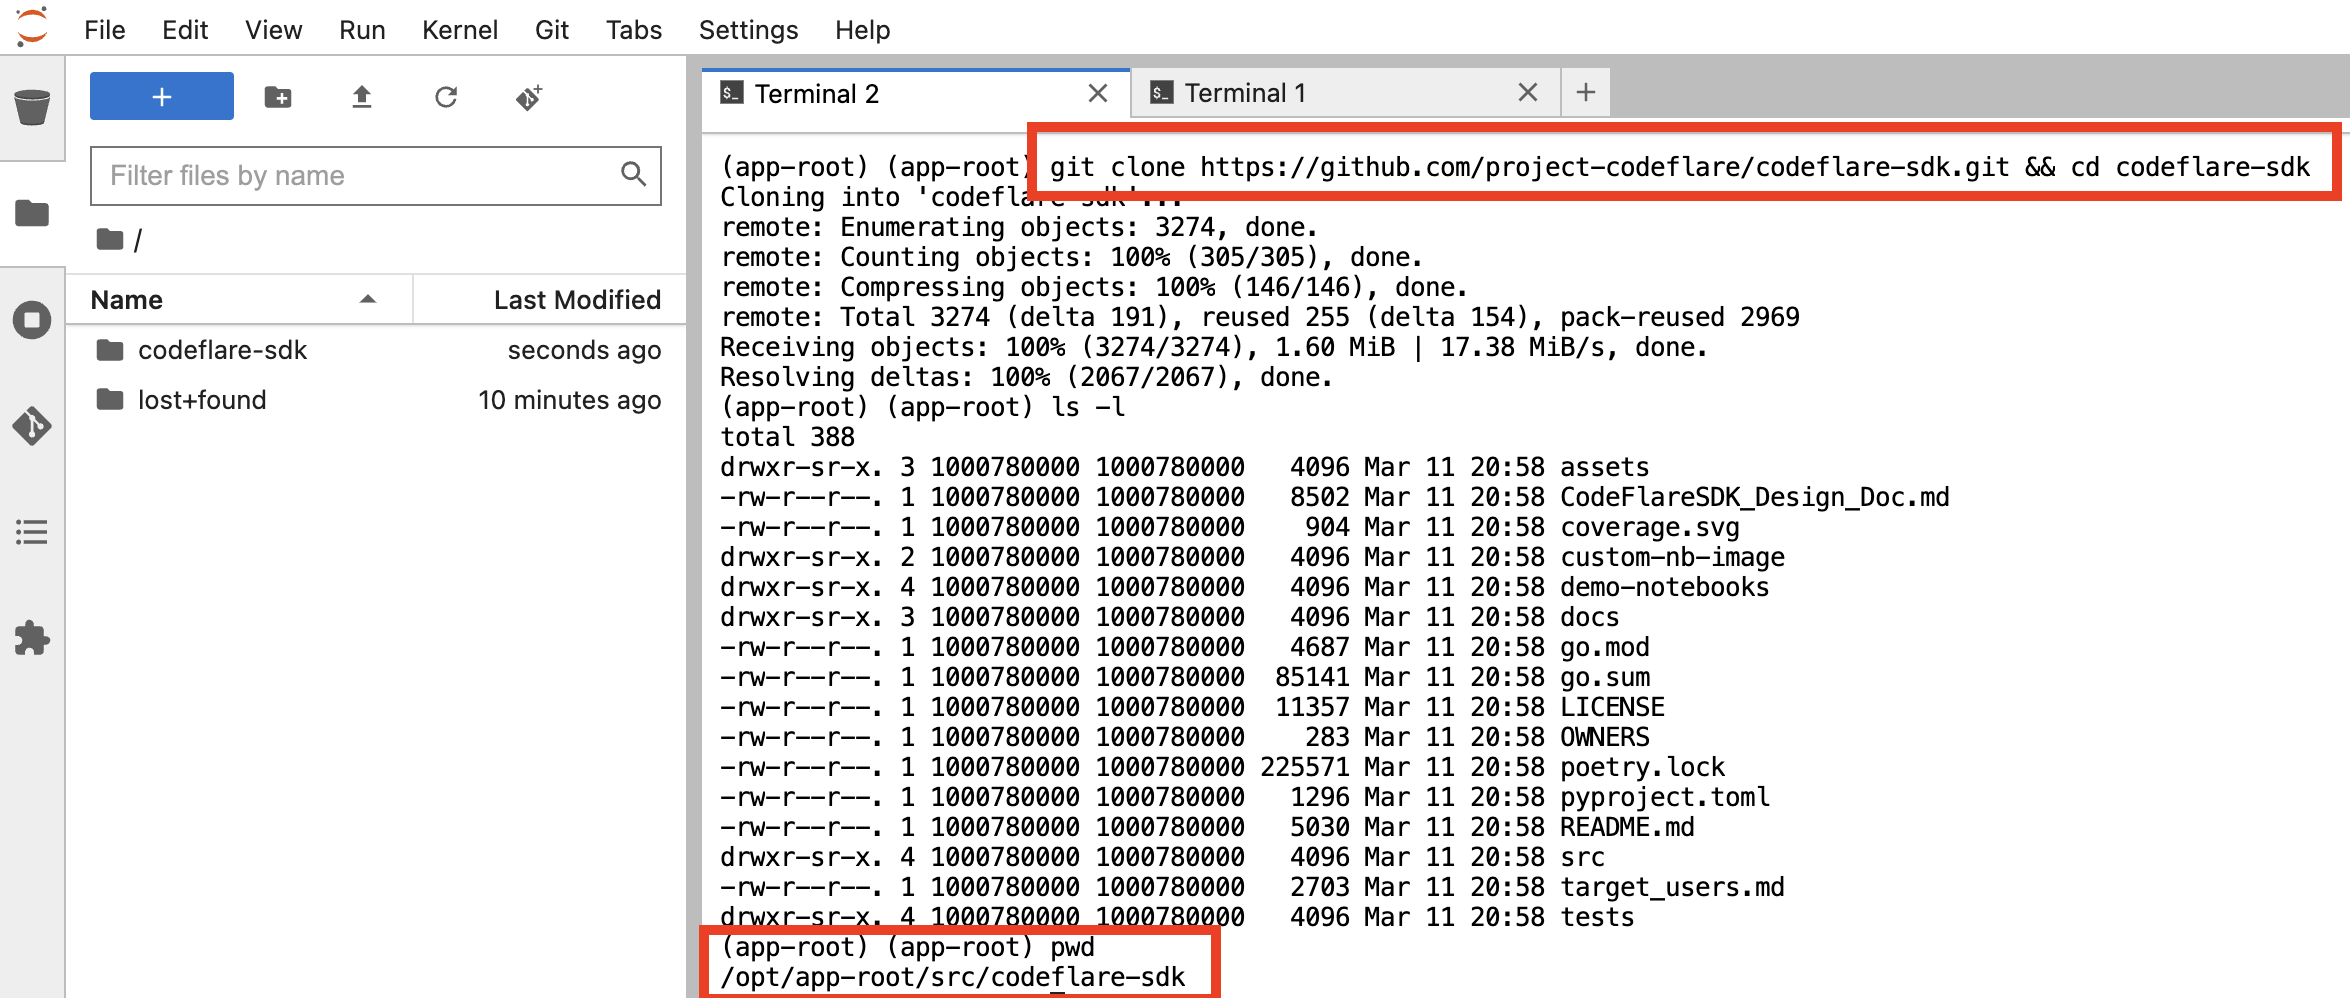 File Edit View Run Kernel Git Tabs Settings Help
Filter files by name
/
Name Last Modified
codeflare-sdk seconds ago
lost+found 10 minutes ago
Terminal 2
Terminal 1
(app-root) (app-root) git clone https://github.com/project-codeflare/codeflare-sdk.git && cd codeflare-sdk
Cloning into 'codeflare-sdk'...
remote: Enumerating objects: 3274, done.
remote: Counting objects: 100% (305/305), done.
remote: Compressing objects: 100% (146/146), done.
remote: Total 3274 (delta 191), reused 255 (delta 154), pack-reused 2969
Receiving objects: 100% (3274/3274), 1.60 MiB | 17.38 MiB/s, done.
Resolving deltas: 100% (2067/2067), done.
(app-root) (app-root) ls -l
total 388
drwxr-sr-x. 3 1000780000 1000780000   4096 Mar 11 20:58 assets
-rw-r--r--. 1 1000780000 1000780000   8502 Mar 11 20:58 CodeFlareSDK_Design_Doc.md
-rw-r--r--. 1 1000780000 1000780000    904 Mar 11 20:58 coverage.svg
drwxr-sr-x. 2 1000780000 1000780000   4096 Mar 11 20:58 custom-nb-image
drwxr-sr-x. 4 1000780000 1000780000   4096 Mar 11 20:58 demo-notebooks
drwxr-sr-x. 3 1000780000 1000780000   4096 Mar 11 20:58 docs
-rw-r--r--. 1 1000780000 1000780000   4687 Mar 11 20:58 go.mod
-rw-r--r--. 1 1000780000 1000780000  85141 Mar 11 20:58 go.sum
-rw-r--r--. 1 1000780000 1000780000  11357 Mar 11 20:58 LICENSE
-rw-r--r--. 1 1000780000 1000780000    283 Mar 11 20:58 OWNERS
-rw-r--r--. 1 1000780000 1000780000 225571 Mar 11 20:58 poetry.lock
-rw-r--r--. 1 1000780000 1000780000   1296 Mar 11 20:58 pyproject.toml
-rw-r--r--. 1 1000780000 1000780000   5030 Mar 11 20:58 README.md
drwxr-sr-x. 4 1000780000 1000780000   4096 Mar 11 20:58 src
-rw-r--r--. 1 1000780000 1000780000   2703 Mar 11 20:58 target_users.md
drwxr-sr-x. 4 1000780000 1000780000   4096 Mar 11 20:58 tests
(app-root) (app-root) pwd
/opt/app-root/src/codeflare-sdk